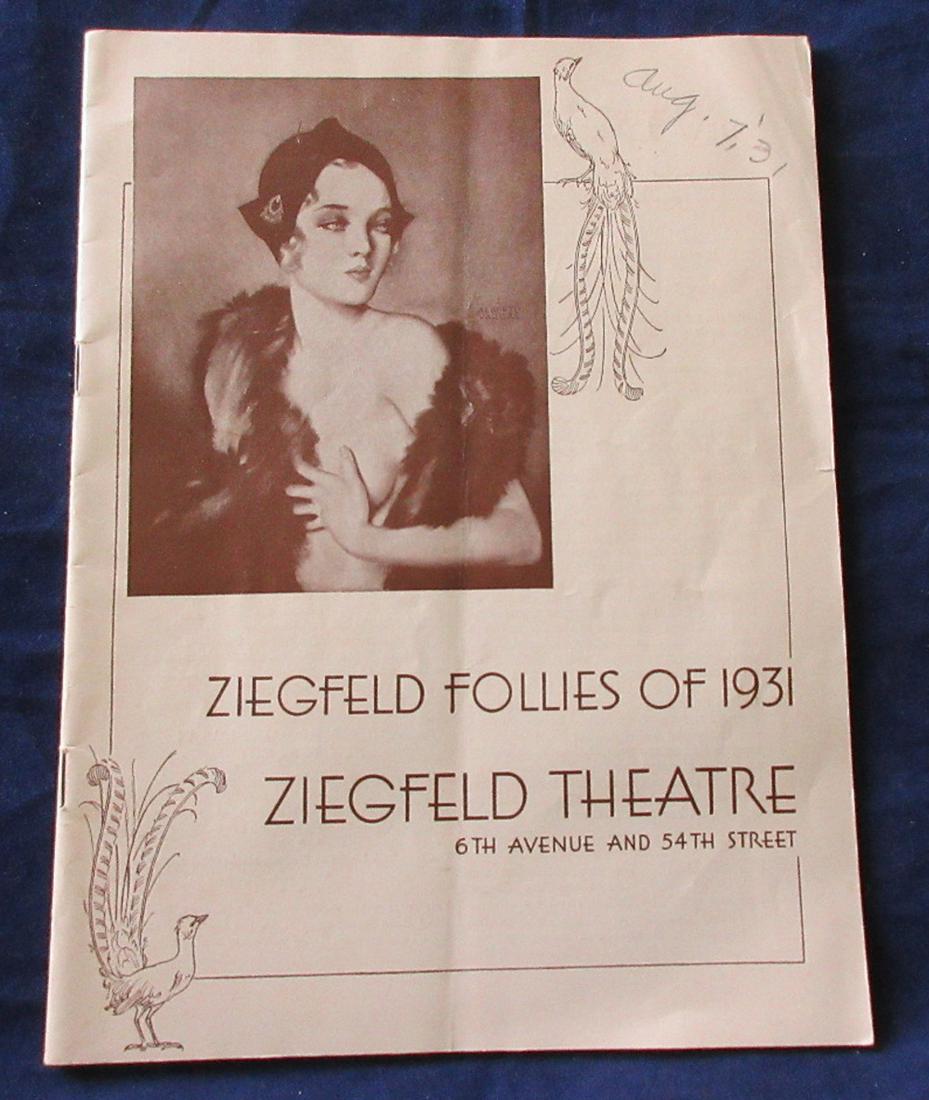 Aug. 7, '31
ZIEGFELD FOLLIES OF 1931
ZIEGFELD THEATRE
6TH AVENUE AND 54TH STREET